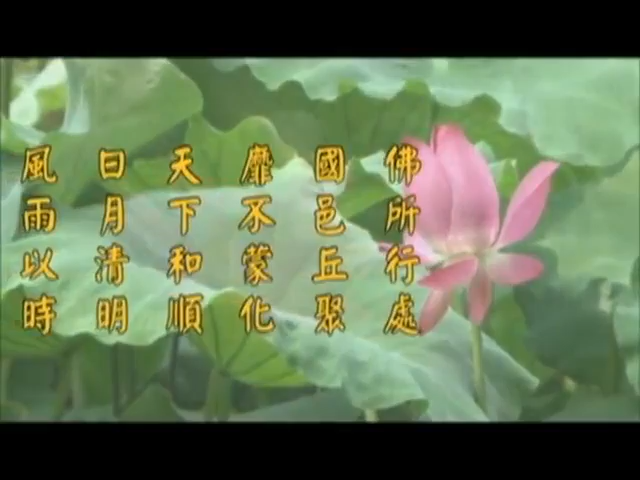 佛所行處
國邑丘聚
靡不蒙化
天下和順
日月清明
風雨以時